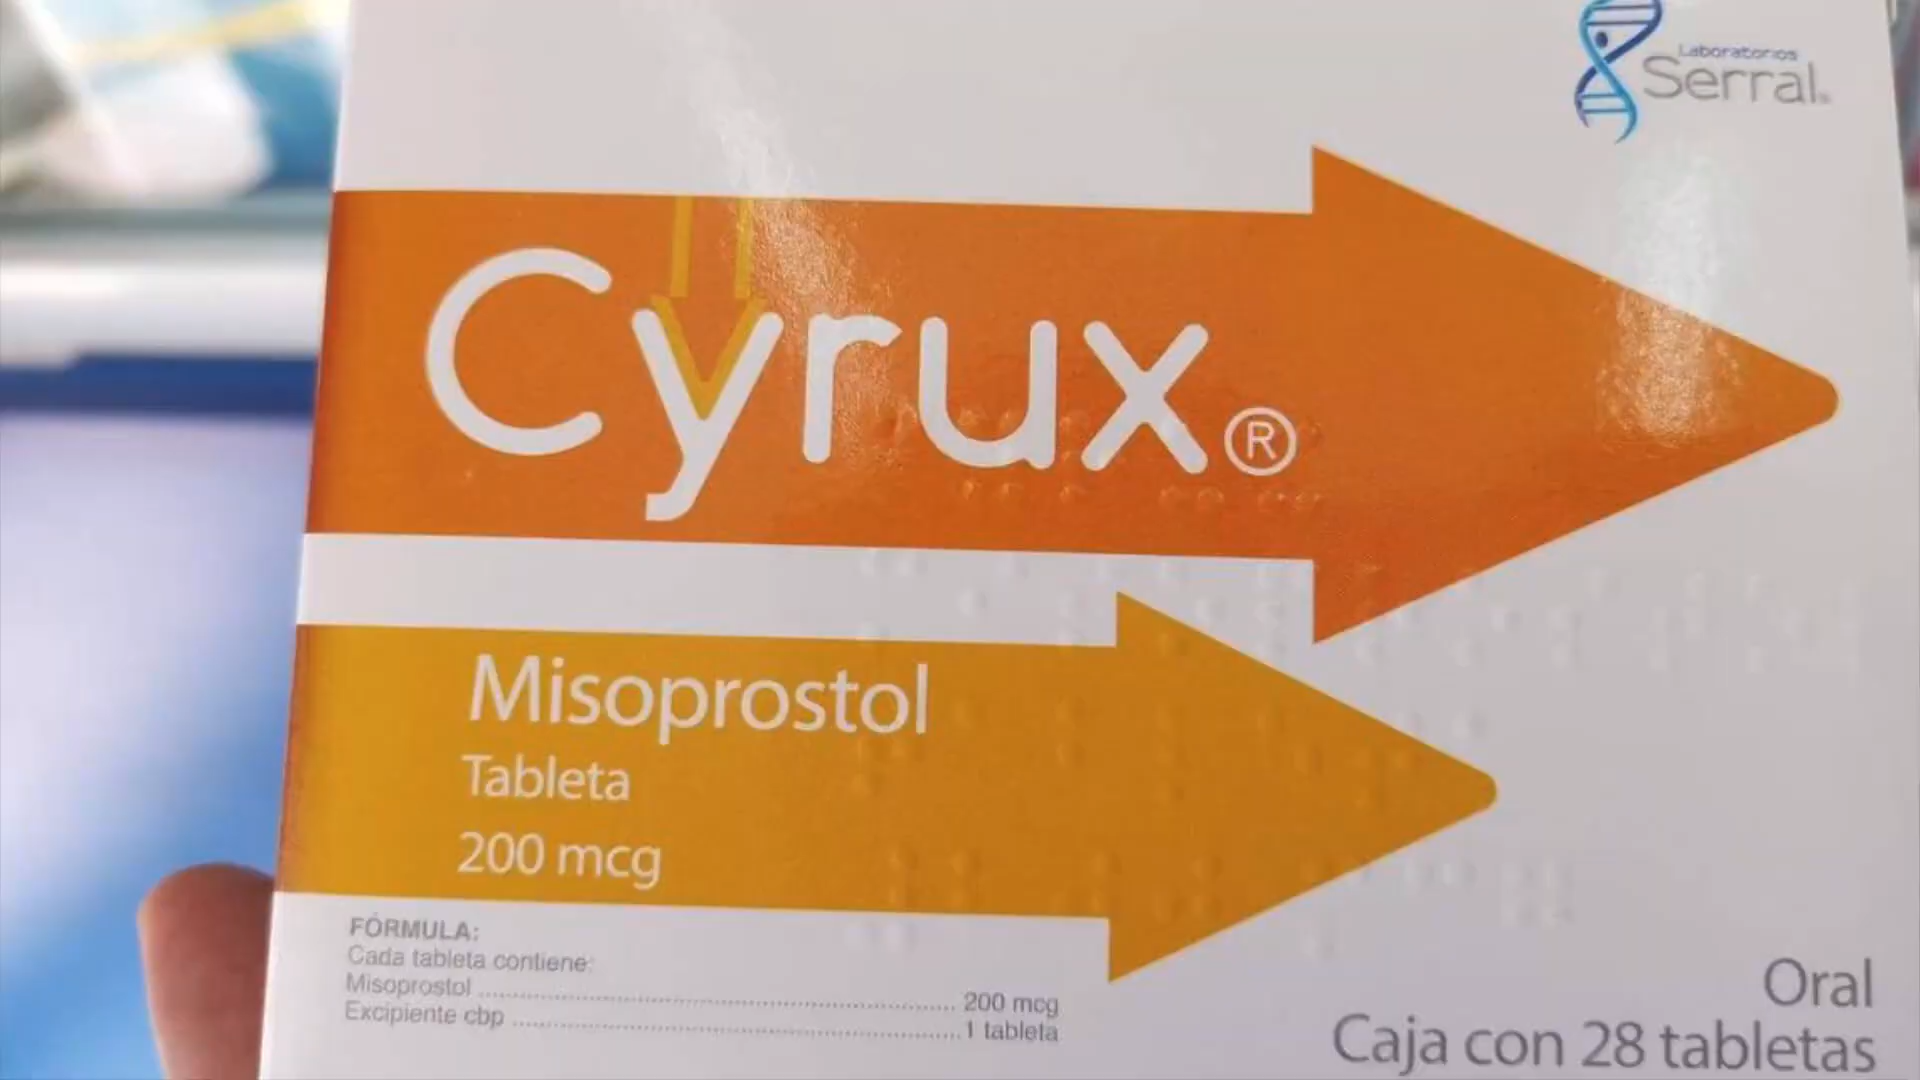 Laboratorios
Serral®
Cyrux®
Misoprostol
Tableta
200 mcg
FÓRMULA:
Cada tableta contiene:
Misoprostol ........................ 200 mcg
Excipiente cbp ........................ 1 tableta
Oral
Caja con 28 tabletas